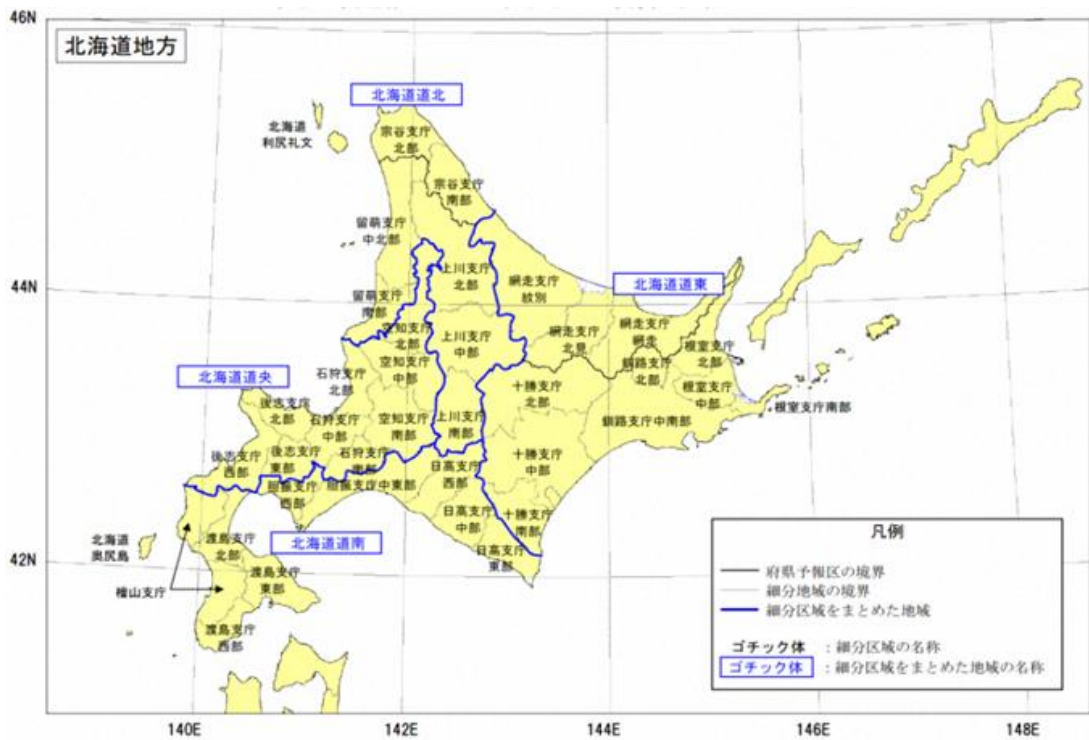 46N
北海道地方
北海道道北
北海道
利尻礼文
宗谷支庁
北部
宗谷支庁
南部
留萌支庁
中北部
上川支庁
北部
網走支庁
紋別
北海道道東
44N
留萌支庁
南部
空知支庁
北部
上川支庁
中部
網走支庁
北見
網走支庁
網走
根室支庁
北部
釧路支庁
北部
石狩支庁
北部
空知支庁
中部
十勝支庁
北部
根室支庁
中部
北海道道央
後志支庁
北部
石狩支庁
中部
空知支庁
南部
上川支庁
南部
釧路支庁中南部
根室支庁南部
後志支庁
西部
後志支庁
東部
石狩支庁
南部
胆振支庁
西部
胆振支庁中東部
日高支庁
西部
十勝支庁
中部
日高支庁
中部
十勝支庁
南部
日高支庁
東部
北海道道南
42N
北海道
奥尻島
渡島支庁
北部
渡島支庁
東部
檜山支庁
渡島支庁
西部
凡例
府県予報区の境界
細分地域の境界
細分区域をまとめた地域
ゴチック体 :細分区域の名称
ゴチック体 :細分区域をまとめた地域の名称
140E
142E
144E
146E
148E